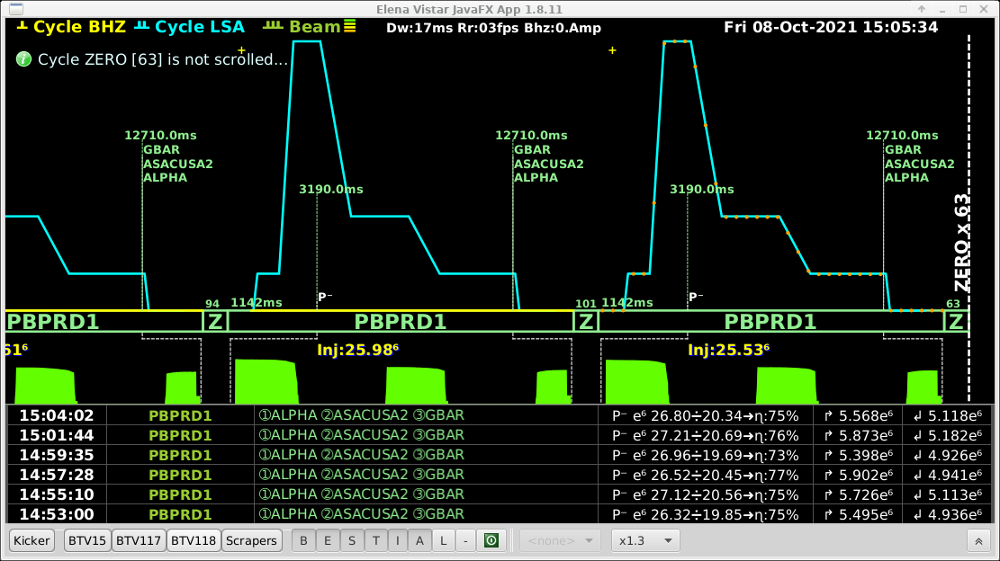 Elena Vistar JavaFX App 1.8.11
Cycle BHZ Cycle LSA Beam Dw:17ms Rr:03fps Bhz:0.Amp Fri 08-Oct-2021 15:05:34
Cycle ZERO [63] is not scrolled...
12710.0ms 12710.0ms 12710.0ms
GBAR GBAR GBAR
ASACUSA2 ASACUSA2 ASACUSA2
ALPHA ALPHA ALPHA
3190.0ms 3190.0ms
ZERO x 63
P⁻ P⁻
94 1142ms 101 1142ms 63
PBPRD1 Z PBPRD1 Z PBPRD1 Z
61⁶ Inj:25.98⁶ Inj:25.53⁶
15:04:02 PBPRD1 ①ALPHA ②ASACUSA2 ③GBAR P⁻ e⁶ 26.80÷20.34➜η:75% ↱ 5.568e⁶ ↲ 5.118e⁶
15:01:44 PBPRD1 ①ALPHA ②ASACUSA2 ③GBAR P⁻ e⁶ 27.21÷20.69➜η:76% ↱ 5.873e⁶ ↲ 5.182e⁶
14:59:35 PBPRD1 ①ALPHA ②ASACUSA2 ③GBAR P⁻ e⁶ 26.96÷19.69➜η:73% ↱ 5.398e⁶ ↲ 4.926e⁶
14:57:28 PBPRD1 ①ALPHA ②ASACUSA2 ③GBAR P⁻ e⁶ 26.52÷20.45➜η:77% ↱ 5.902e⁶ ↲ 4.941e⁶
14:55:10 PBPRD1 ①ALPHA ②ASACUSA2 ③GBAR P⁻ e⁶ 27.12÷20.56➜η:75% ↱ 5.726e⁶ ↲ 5.113e⁶
14:53:00 PBPRD1 ①ALPHA ②ASACUSA2 ③GBAR P⁻ e⁶ 26.32÷19.85➜η:75% ↱ 5.495e⁶ ↲ 4.936e⁶
Kicker BTV15 BTV117 BTV118 Scrapers B E S T I A L - <none> x1.3